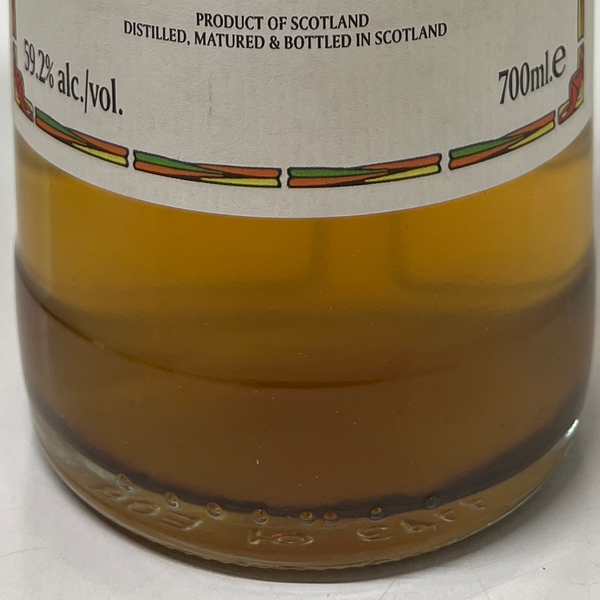 PRODUCT OF SCOTLAND
DISTILLED, MATURED & BOTTLED IN SCOTLAND
59.2% alc./vol.
700ml.e